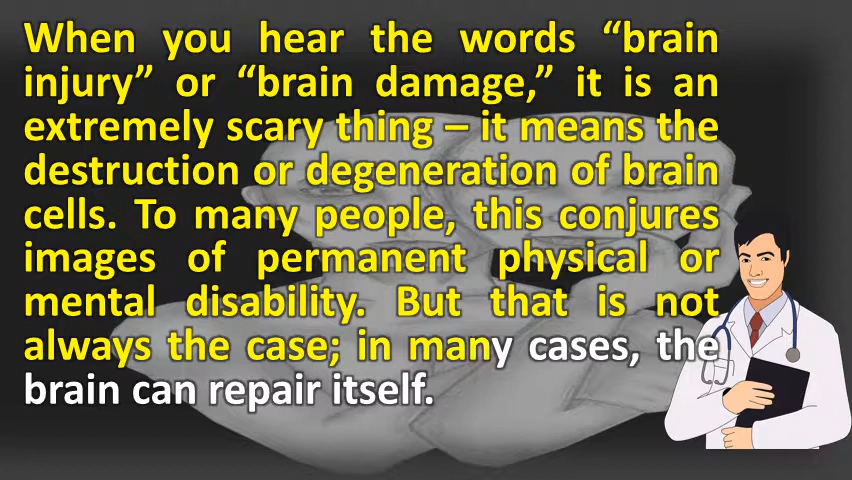 When you hear the words “brain
injury” or “brain damage,” it is an
extremely scary thing – it means the
destruction or degeneration of brain
cells. To many people, this conjures
images of permanent physical or
mental disability. But that is not
always the case; in many cases, the
brain can repair itself.